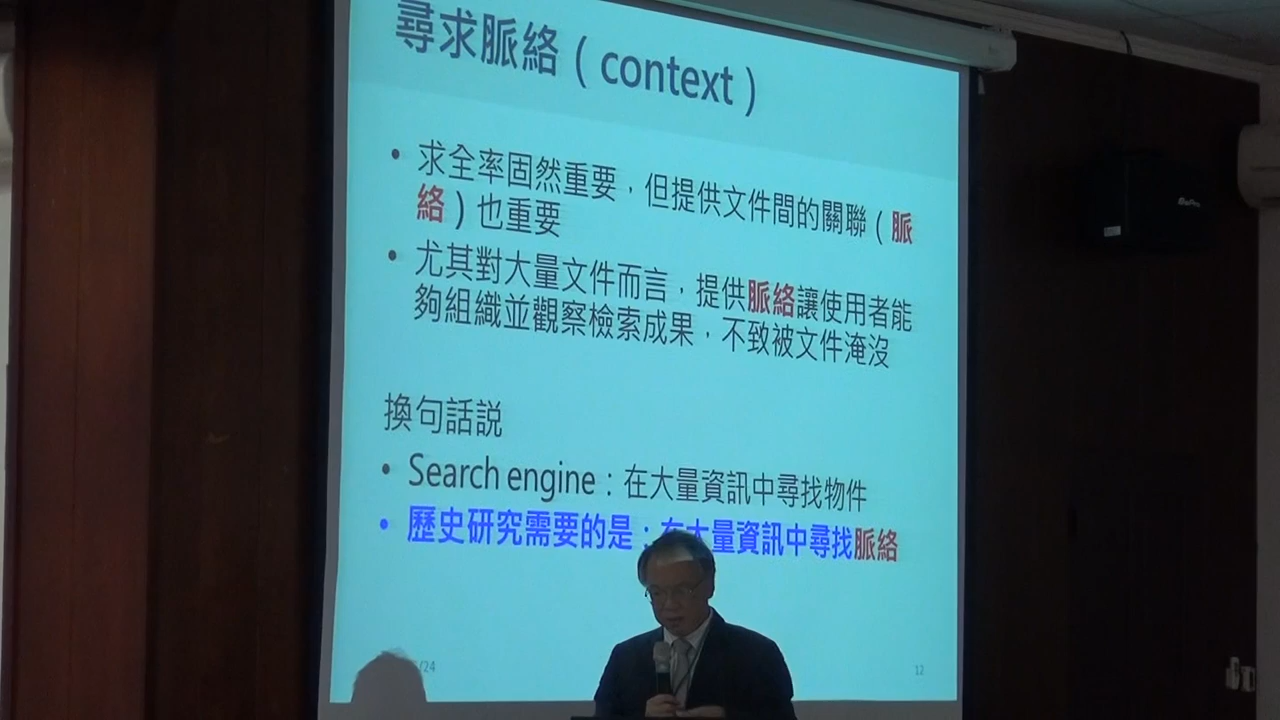 尋求脈絡（context）
• 求全率固然重要，但提供文件間的關聯（脈
絡）也重要
• 尤其對大量文件而言，提供脈絡讓使用者能
夠組織並觀察檢索成果，不致被文件淹沒
換句話説
• Search engine：在大量資訊中尋找物件
• 歷史研究需要的是：在大量資訊中尋找脈絡
/24
12